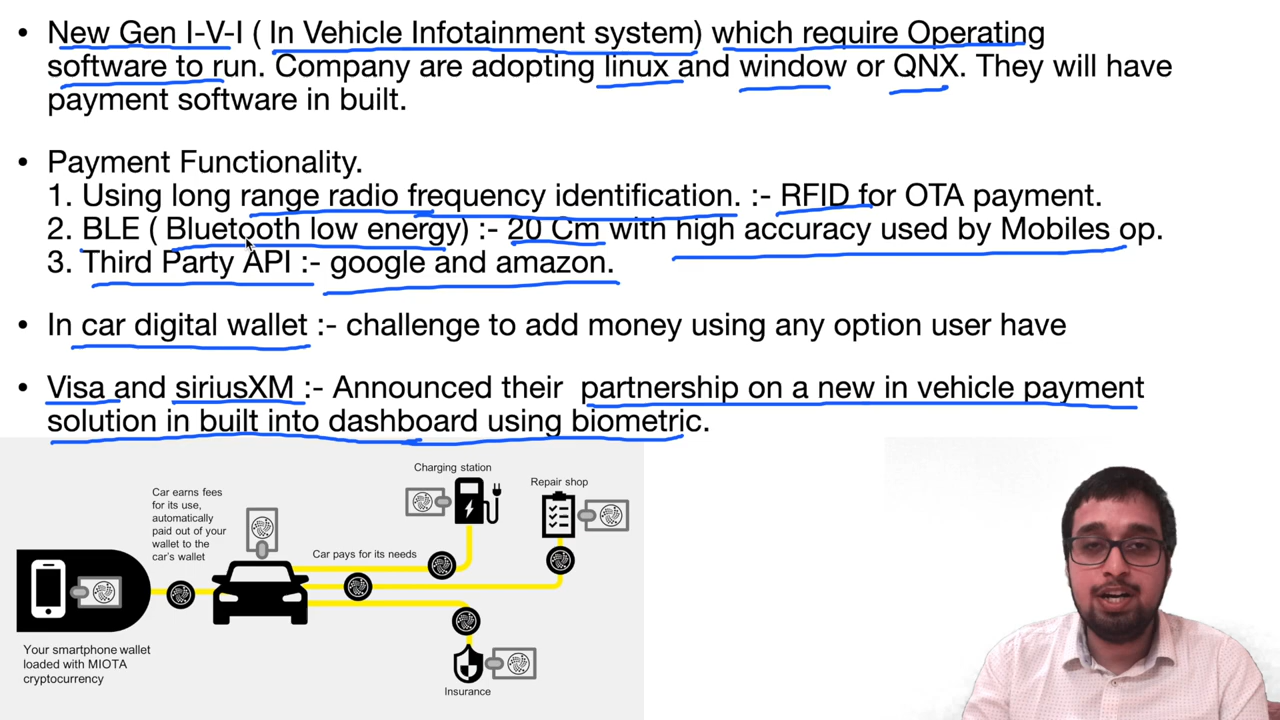 • New Gen I-V-I ( In Vehicle Infotainment system) which require Operating
software to run. Company are adopting linux and window or QNX. They will have
payment software in built.
• Payment Functionality.
1. Using long range radio frequency identification. :- RFID for OTA payment.
2. BLE ( Bluetooth low energy) :- 20 Cm with high accuracy used by Mobiles op.
3. Third Party API :- google and amazon.
• In car digital wallet :- challenge to add money using any option user have
• Visa and siriusXM :- Announced their partnership on a new in vehicle payment
solution in built into dashboard using biometric.
Charging station
Repair shop
Car earns fees
for its use,
automatically
paid out of your
wallet to the
car's wallet
Car pays for its needs
Your smartphone wallet
loaded with MIOTA
cryptocurrency
Insurance